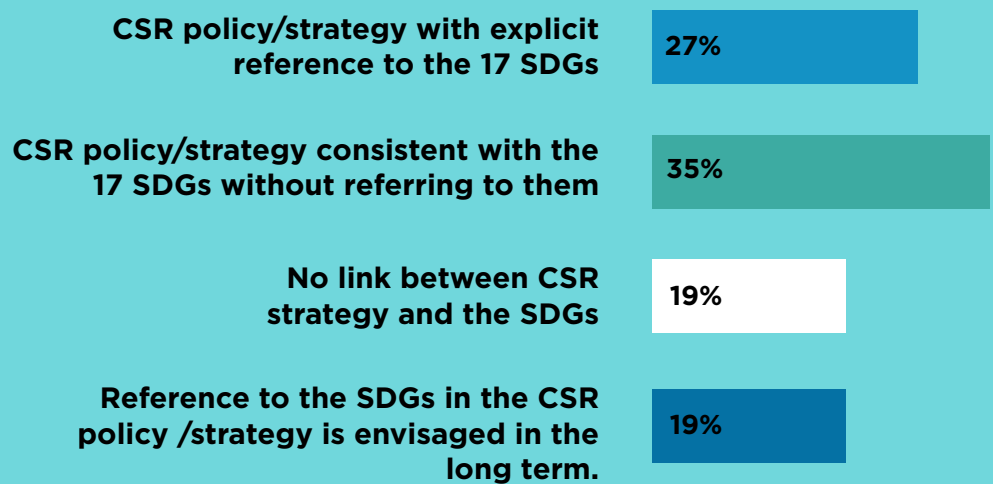 CSR policy/strategy with explicit
reference to the 17 SDGs
27%
CSR policy/strategy consistent with the
17 SDGs without referring to them
35%
No link between CSR
strategy and the SDGs
19%
Reference to the SDGs in the CSR
policy /strategy is envisaged in the
long term.
19%